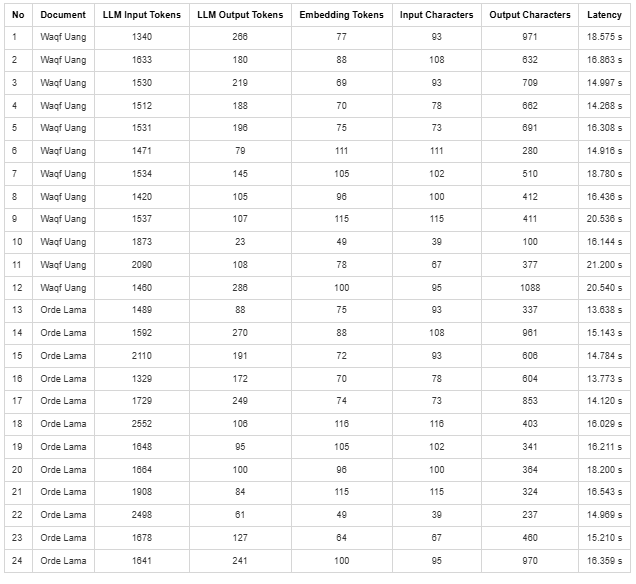 No Document LLM Input Tokens LLM Output Tokens Embedding Tokens Input Characters Output Characters Latency
1 Waqf Uang 1340 266 77 93 971 18.575 s
2 Waqf Uang 1633 180 88 108 632 16.863 s
3 Waqf Uang 1530 219 69 93 709 14.997 s
4 Waqf Uang 1512 188 70 78 662 14.268 s
5 Waqf Uang 1531 196 75 73 691 16.308 s
6 Waqf Uang 1471 79 111 111 280 14.916 s
7 Waqf Uang 1534 145 105 102 510 18.780 s
8 Waqf Uang 1420 105 96 100 412 16.436 s
9 Waqf Uang 1537 107 115 115 411 20.536 s
10 Waqf Uang 1873 23 49 39 100 16.144 s
11 Waqf Uang 2090 108 78 67 377 21.200 s
12 Waqf Uang 1460 286 100 95 1088 20.540 s
13 Orde Lama 1489 88 75 93 337 13.638 s
14 Orde Lama 1592 270 88 108 961 15.143 s
15 Orde Lama 2110 191 72 93 606 14.784 s
16 Orde Lama 1329 172 70 78 604 13.773 s
17 Orde Lama 1729 249 74 73 853 14.120 s
18 Orde Lama 2552 106 116 116 403 16.029 s
19 Orde Lama 1648 95 105 102 341 16.211 s
20 Orde Lama 1664 100 96 100 364 18.200 s
21 Orde Lama 1908 84 115 115 324 16.543 s
22 Orde Lama 2498 61 49 39 237 14.969 s
23 Orde Lama 1678 127 64 67 460 15.210 s
24 Orde Lama 1641 241 100 95 970 16.359 s